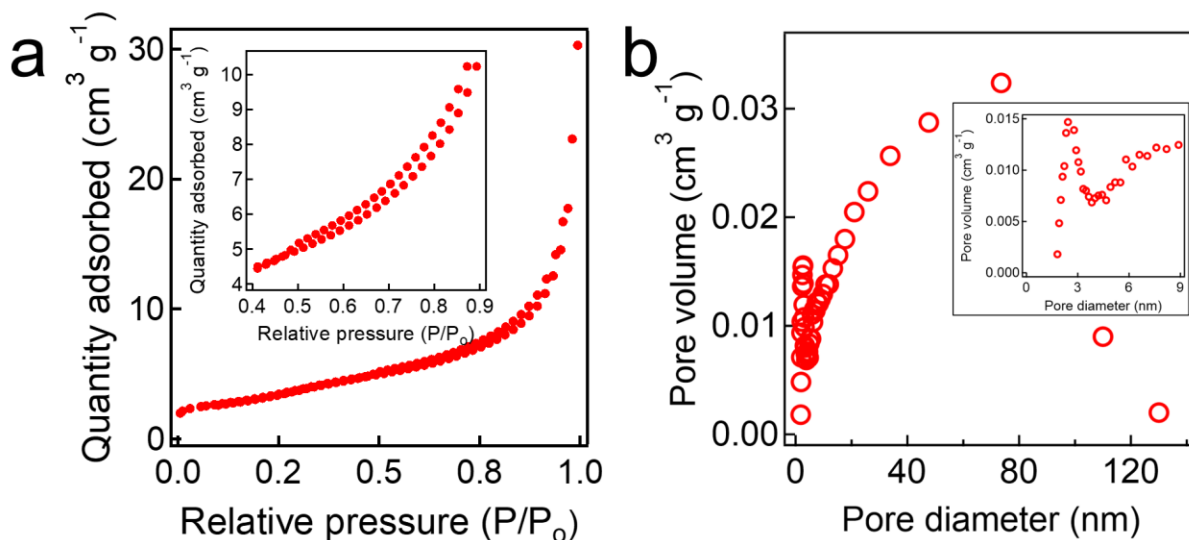 a
Quantity adsorbed (cm³ g⁻¹)
30
20
10
0
0.0 0.2 0.5 0.8 1.0
Relative pressure (P/Pₒ)
Quantity adsorbed (cm³ g⁻¹)
10
9
8
7
6
5
4
0.4 0.5 0.6 0.7 0.8 0.9
Relative pressure (P/Pₒ)
b
Pore volume (cm³ g⁻¹)
0.03
0.02
0.01
0.00
0 40 80 120
Pore diameter (nm)
Pore volume (cm³ g⁻¹)
0.015
0.010
0.005
0.000
0 3 6 9
Pore diameter (nm)